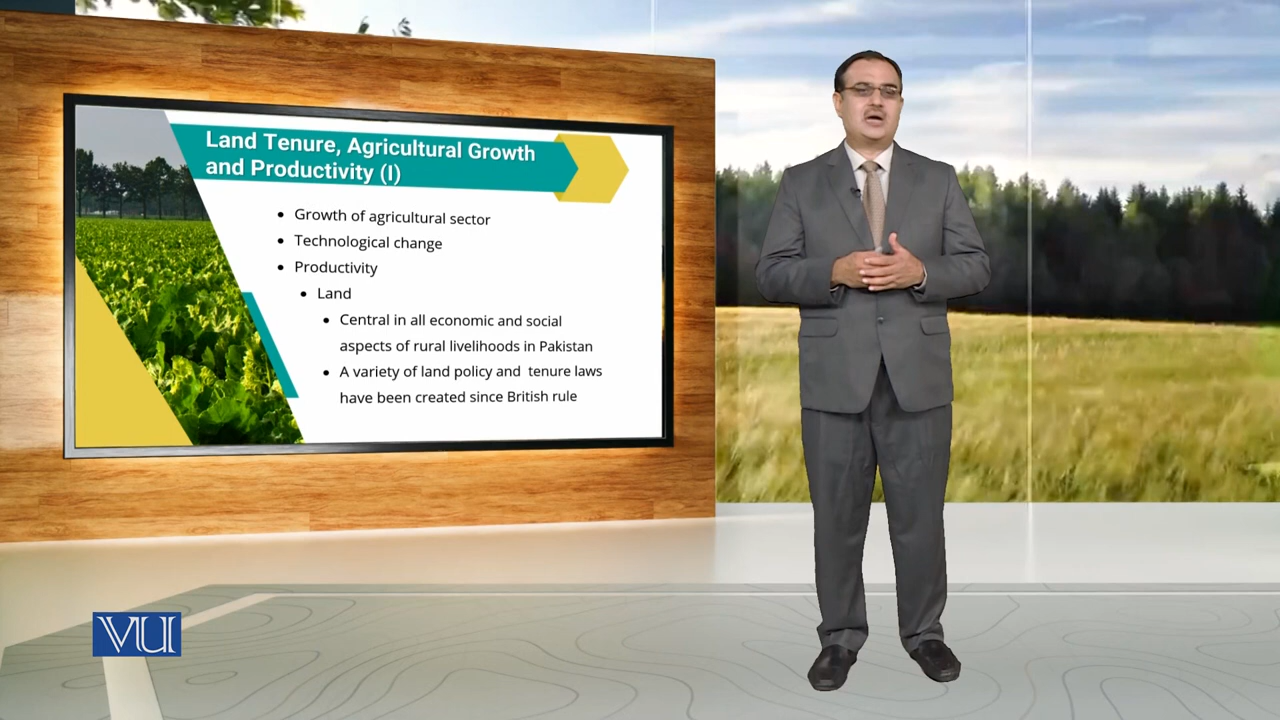 Land Tenure, Agricultural Growth
and Productivity (I)
• Growth of agricultural sector
• Technological change
• Productivity
• Land
• Central in all economic and social
aspects of rural livelihoods in Pakistan
• A variety of land policy and tenure laws
have been created since British rule
VU